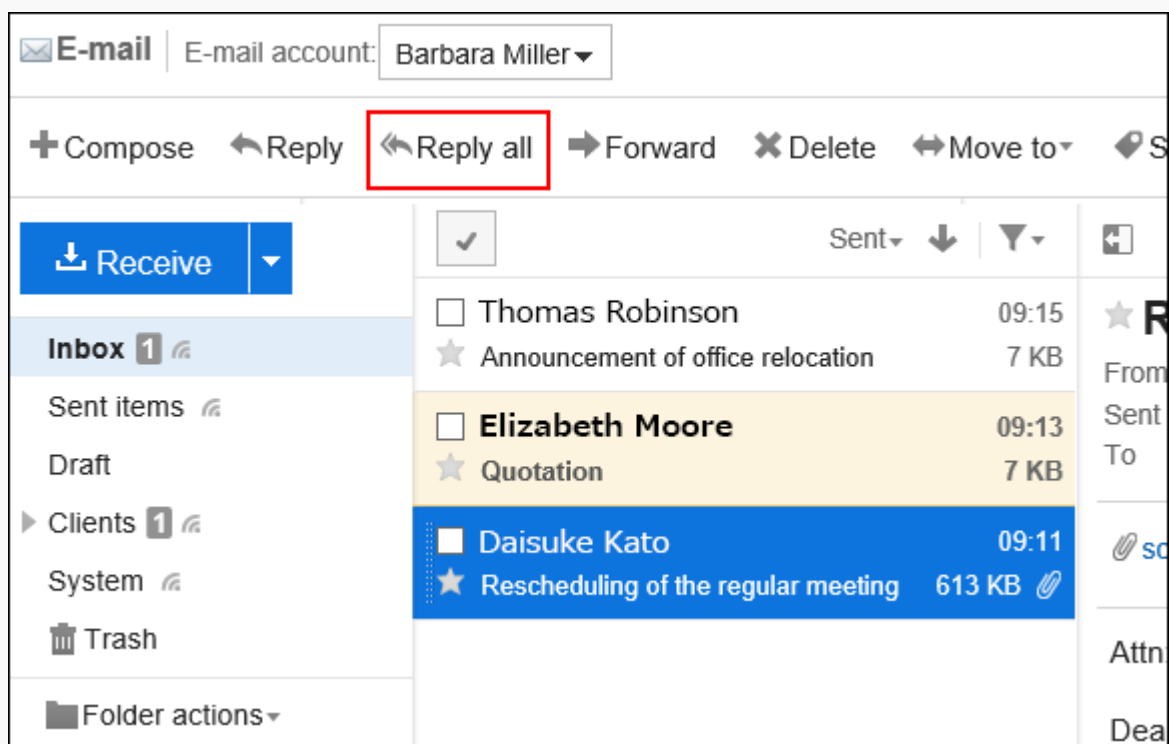 E-mail E-mail account: Barbara Miller
Compose Reply Reply all Forward Delete Move to S
Receive
Sent
Inbox 1
Sent items
Draft
Clients 1
System
Trash
Folder actions
Thomas Robinson 09:15
Announcement of office relocation 7 KB
Elizabeth Moore 09:13
Quotation 7 KB
Daisuke Kato 09:11
Rescheduling of the regular meeting 613 KB
R
From
Sent
To
sc
Attn:
Dea